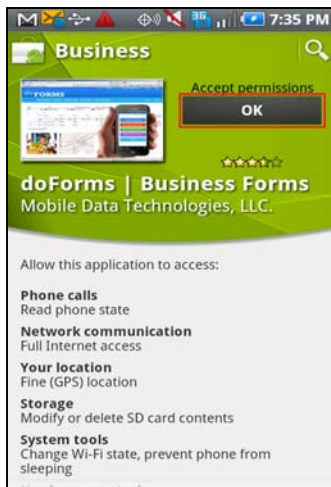 7:35 PM
Business
Accept permissions
OK
doForms | Business Forms
Mobile Data Technologies, LLC.
Allow this application to access:
Phone calls
Read phone state
Network communication
Full Internet access
Your location
Fine (GPS) location
Storage
Modify or delete SD card contents
System tools
Change Wi-Fi state, prevent phone from
sleeping